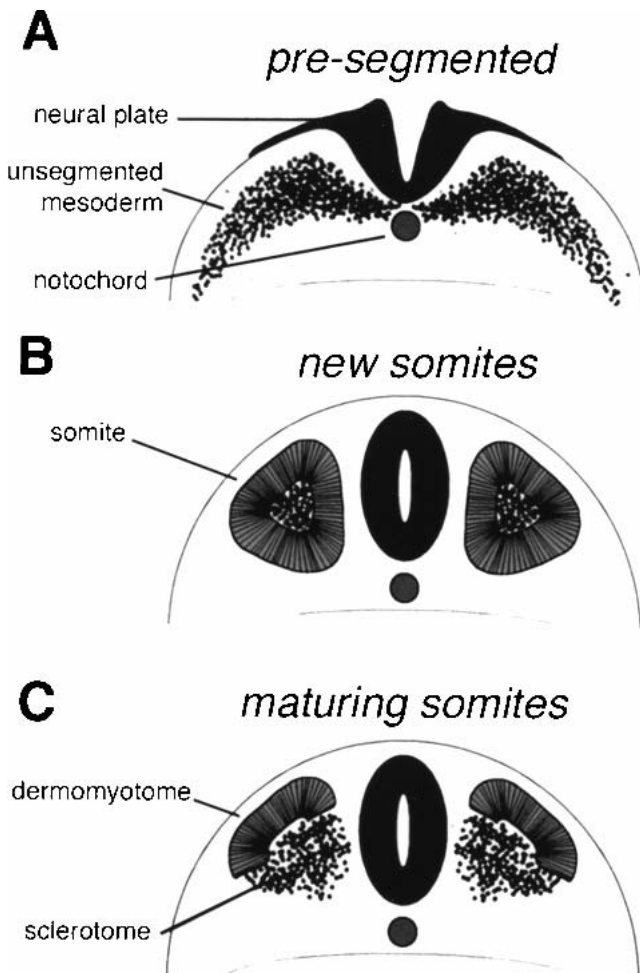 A
pre-segmented
neural plate
unsegmented
mesoderm
notochord
B
new somites
somite
C
maturing somites
dermomyotome
sclerotome